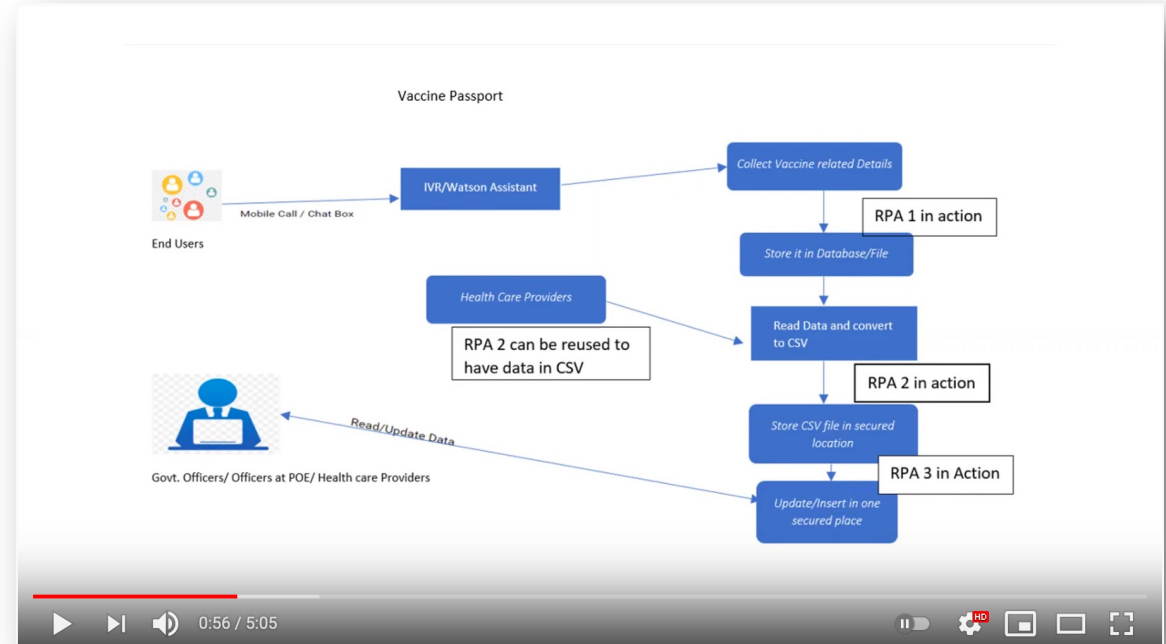 Vaccine Passport
Collect Vaccine related Details
IVR/Watson Assistant
Mobile Call / Chat Box
RPA 1 in action
End Users
Store it in Database/File
Health Care Providers
Read Data and convert
to CSV
RPA 2 can be reused to
have data in CSV
RPA 2 in action
Store CSV file in secured
location
Read/Update Data
RPA 3 in Action
Govt. Officers/ Officers at POE/ Health care Providers
Update/Insert in one
secured place
0:56 / 5:05
HD